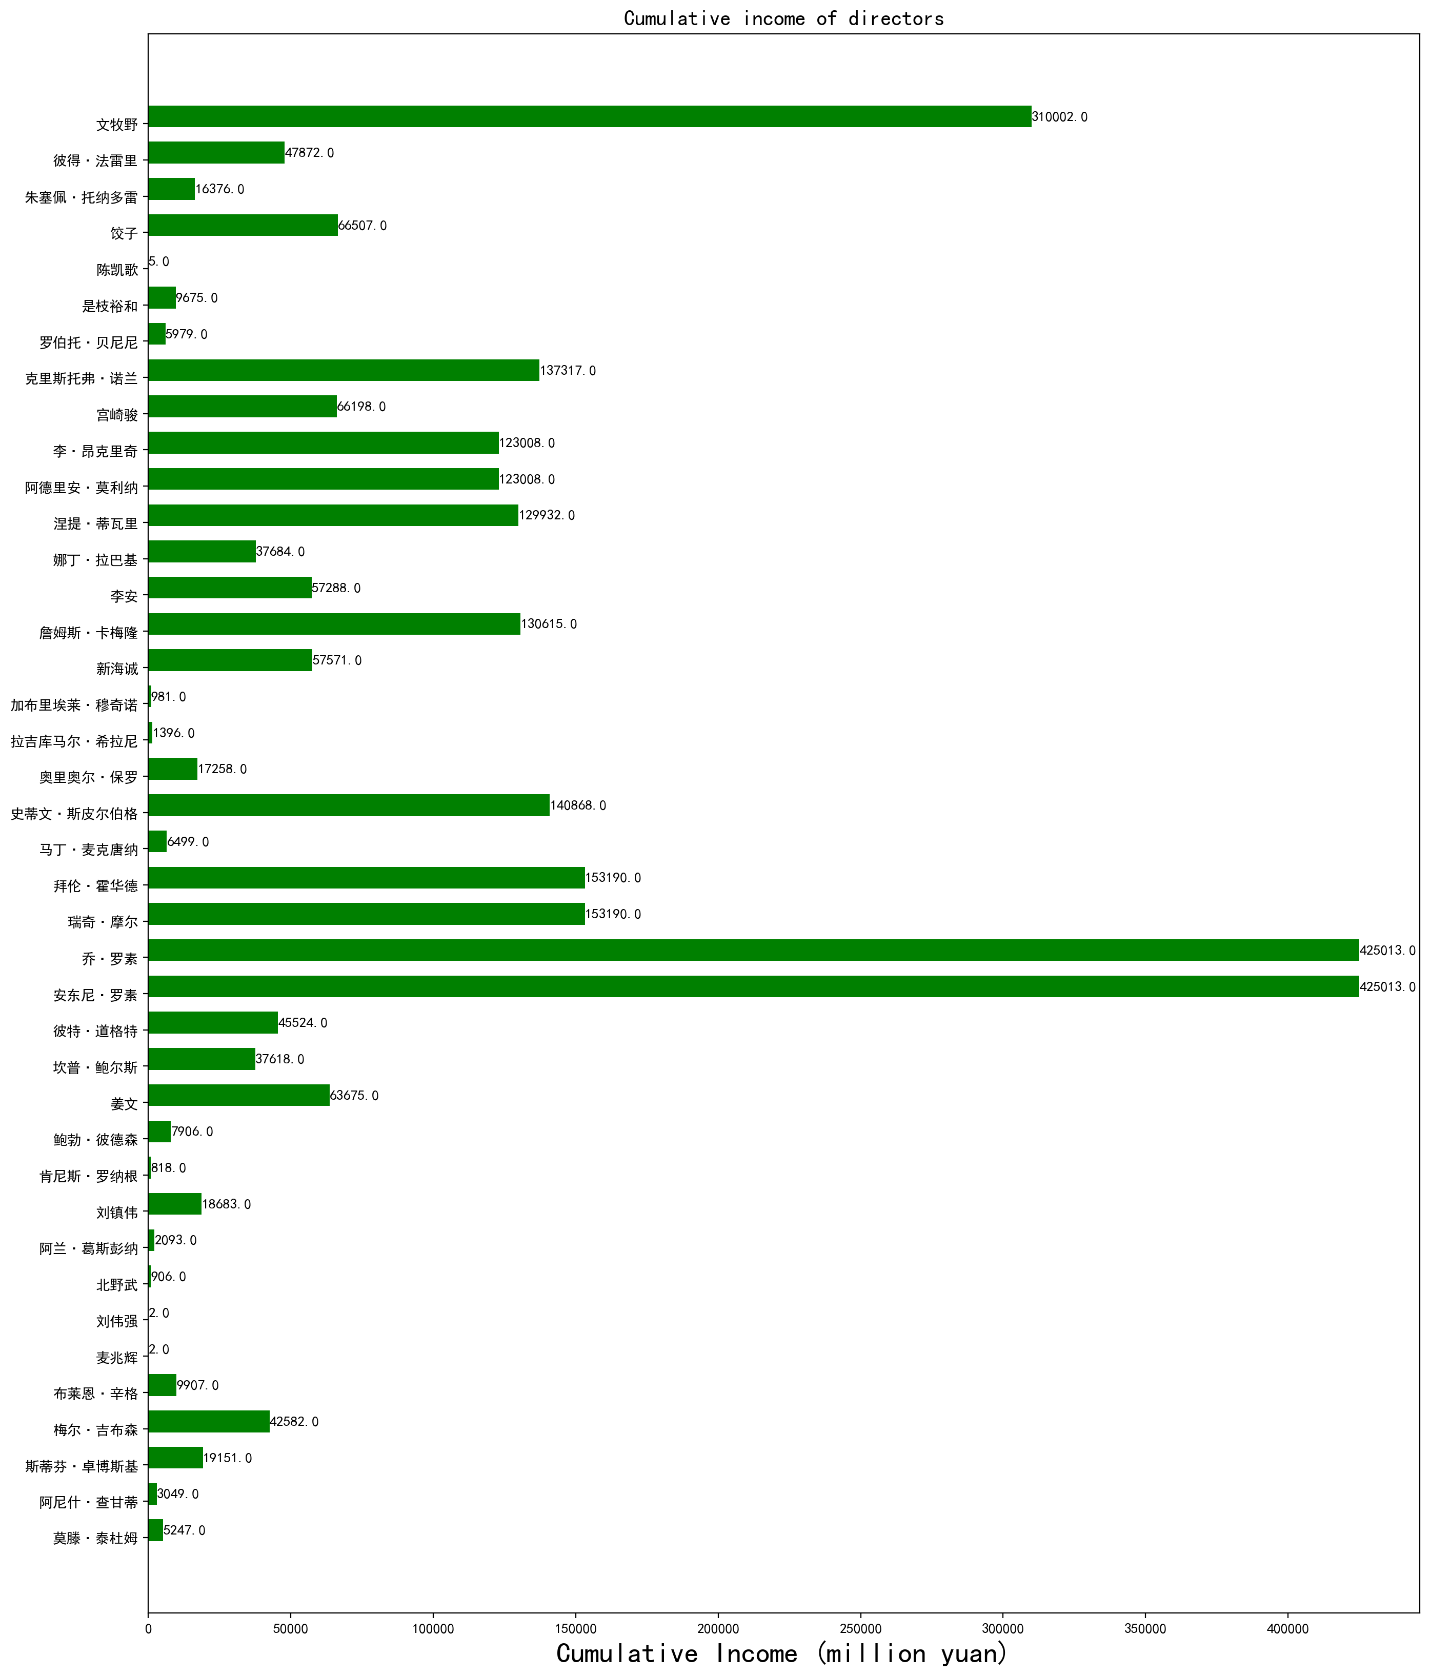 Cumulative income of directors
文牧野 310002.0
彼得·法雷里 47872.0
朱塞佩·托纳多雷 16376.0
饺子 66507.0
陈凯歌 5.0
是枝裕和 9675.0
罗伯托·贝尼尼 5979.0
克里斯托弗·诺兰 137317.0
宫崎骏 66198.0
李·昂克里奇 123008.0
阿德里安·莫利纳 123008.0
涅提·蒂瓦里 129932.0
娜丁·拉巴基 37684.0
李安 57288.0
詹姆斯·卡梅隆 130615.0
新海诚 57571.0
加布里埃莱·穆奇诺 981.0
拉吉库马尔·希拉尼 1396.0
奥里奥尔·保罗 17258.0
史蒂文·斯皮尔伯格 140868.0
马丁·麦克唐纳 6499.0
拜伦·霍华德 153190.0
瑞奇·摩尔 153190.0
乔·罗素 425013.0
安东尼·罗素 425013.0
彼特·道格特 45524.0
坎普·鲍尔斯 37618.0
姜文 63675.0
鲍勃·彼德森 7906.0
肯尼斯·罗纳根 818.0
刘镇伟 18683.0
阿兰·葛斯彭纳 2093.0
北野武 906.0
刘伟强 2.0
麦兆辉 2.0
布莱恩·辛格 9907.0
梅尔·吉布森 42582.0
斯蒂芬·卓博斯基 19151.0
阿尼什·查甘蒂 3049.0
莫滕·泰杜姆 5247.0
0 50000 100000 150000 200000 250000 300000 350000 400000
Cumulative Income (million yuan)